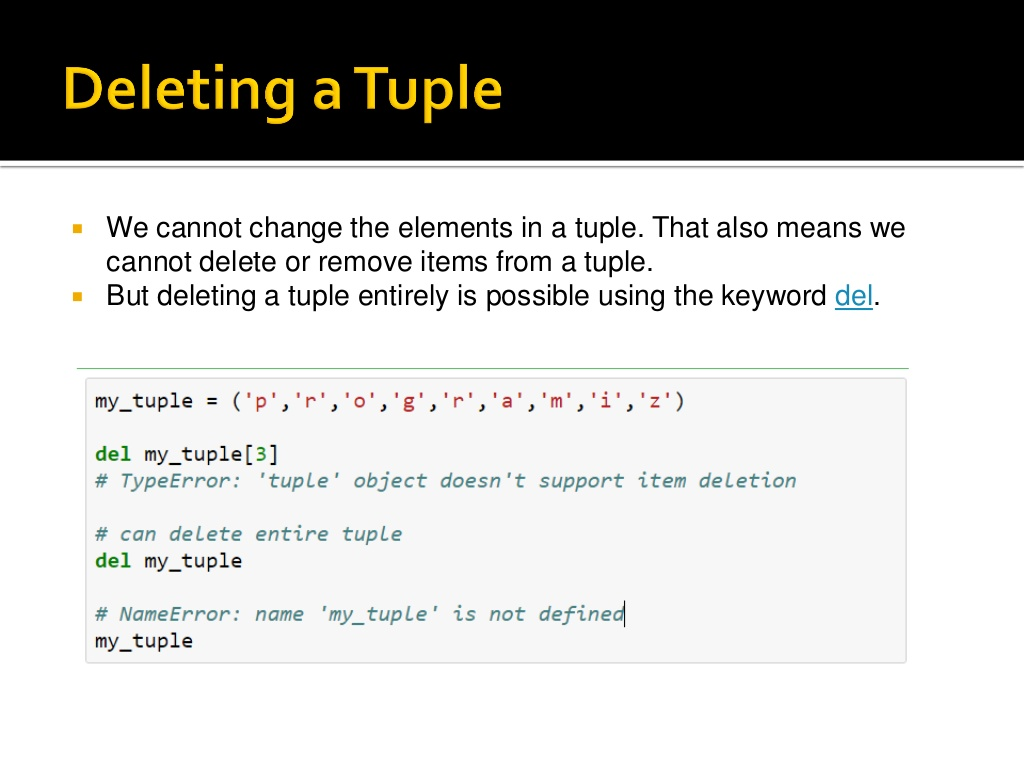 Deleting a Tuple
We cannot change the elements in a tuple. That also means we
cannot delete or remove items from a tuple.
But deleting a tuple entirely is possible using the keyword del.
my_tuple = ('p','r','o','g','r','a','m','i','z')
del my_tuple[3]
# TypeError: 'tuple' object doesn't support item deletion
# can delete entire tuple
del my_tuple
# NameError: name 'my_tuple' is not defined
my_tuple